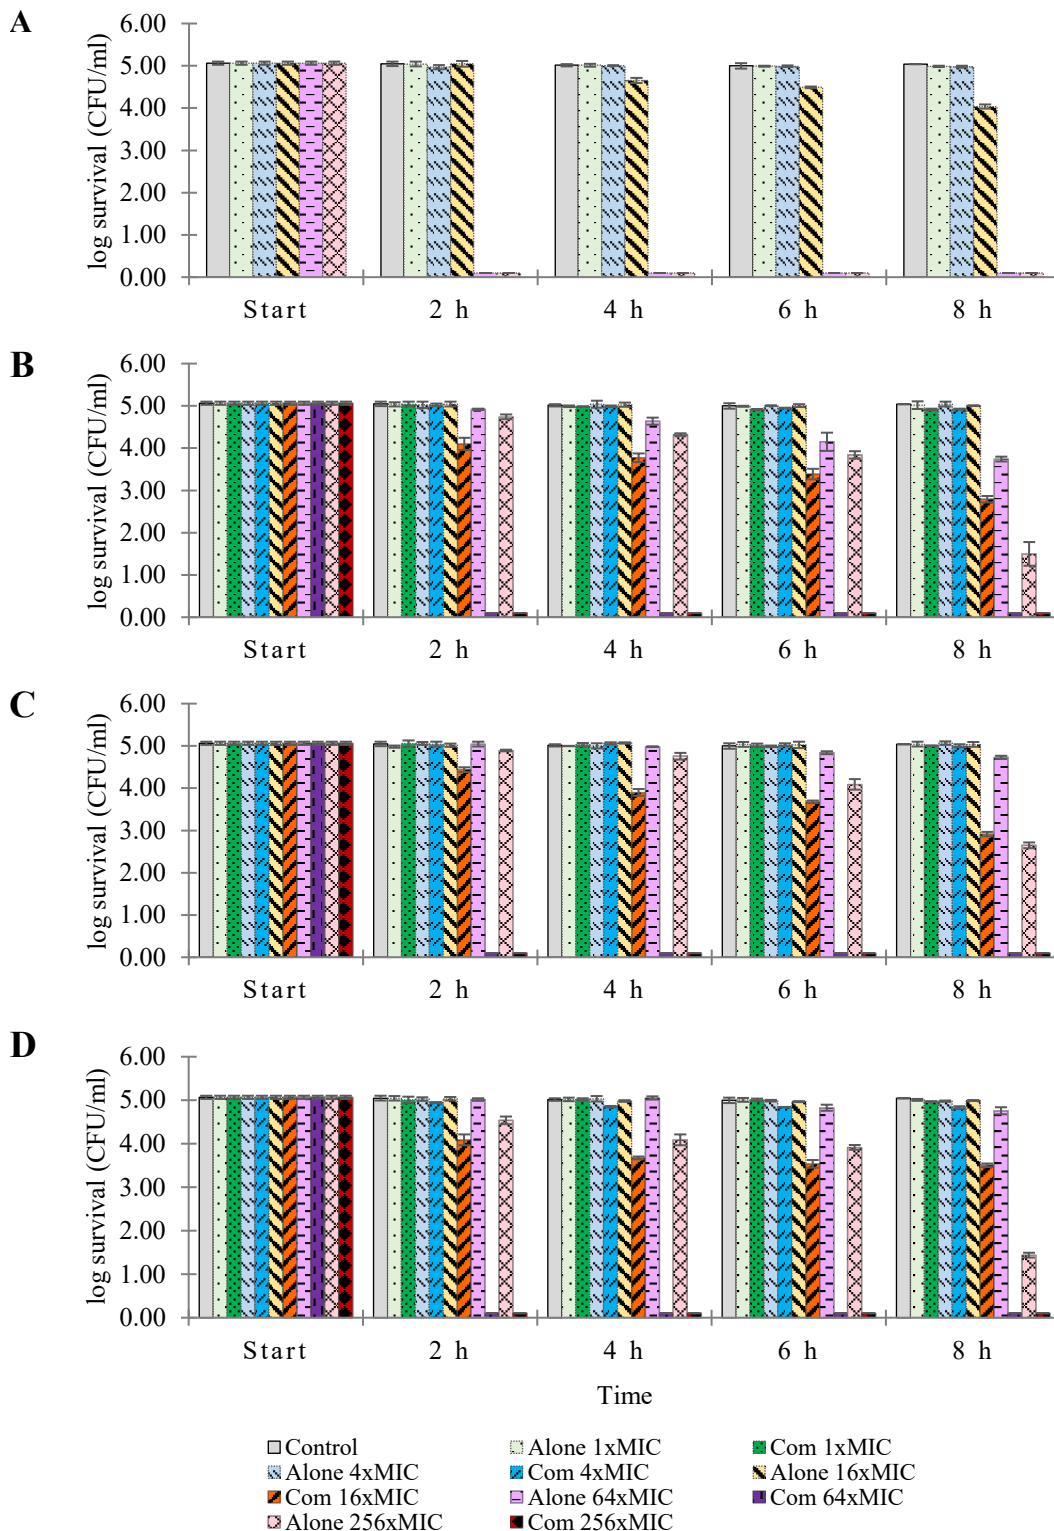 A
log survival (CFU/ml)
6.00
5.00
4.00
3.00
2.00
1.00
0.00
Start 2 h 4 h 6 h 8 h
B
log survival (CFU/ml)
6.00
5.00
4.00
3.00
2.00
1.00
0.00
Start 2 h 4 h 6 h 8 h
C
log survival (CFU/ml)
6.00
5.00
4.00
3.00
2.00
1.00
0.00
Start 2 h 4 h 6 h 8 h
D
log survival (CFU/ml)
6.00
5.00
4.00
3.00
2.00
1.00
0.00
Start 2 h 4 h 6 h 8 h
Time
Control Alone 1xMIC Com 1xMIC
Alone 4xMIC Com 4xMIC Alone 16xMIC
Com 16xMIC Alone 64xMIC Com 64xMIC
Alone 256xMIC Com 256xMIC